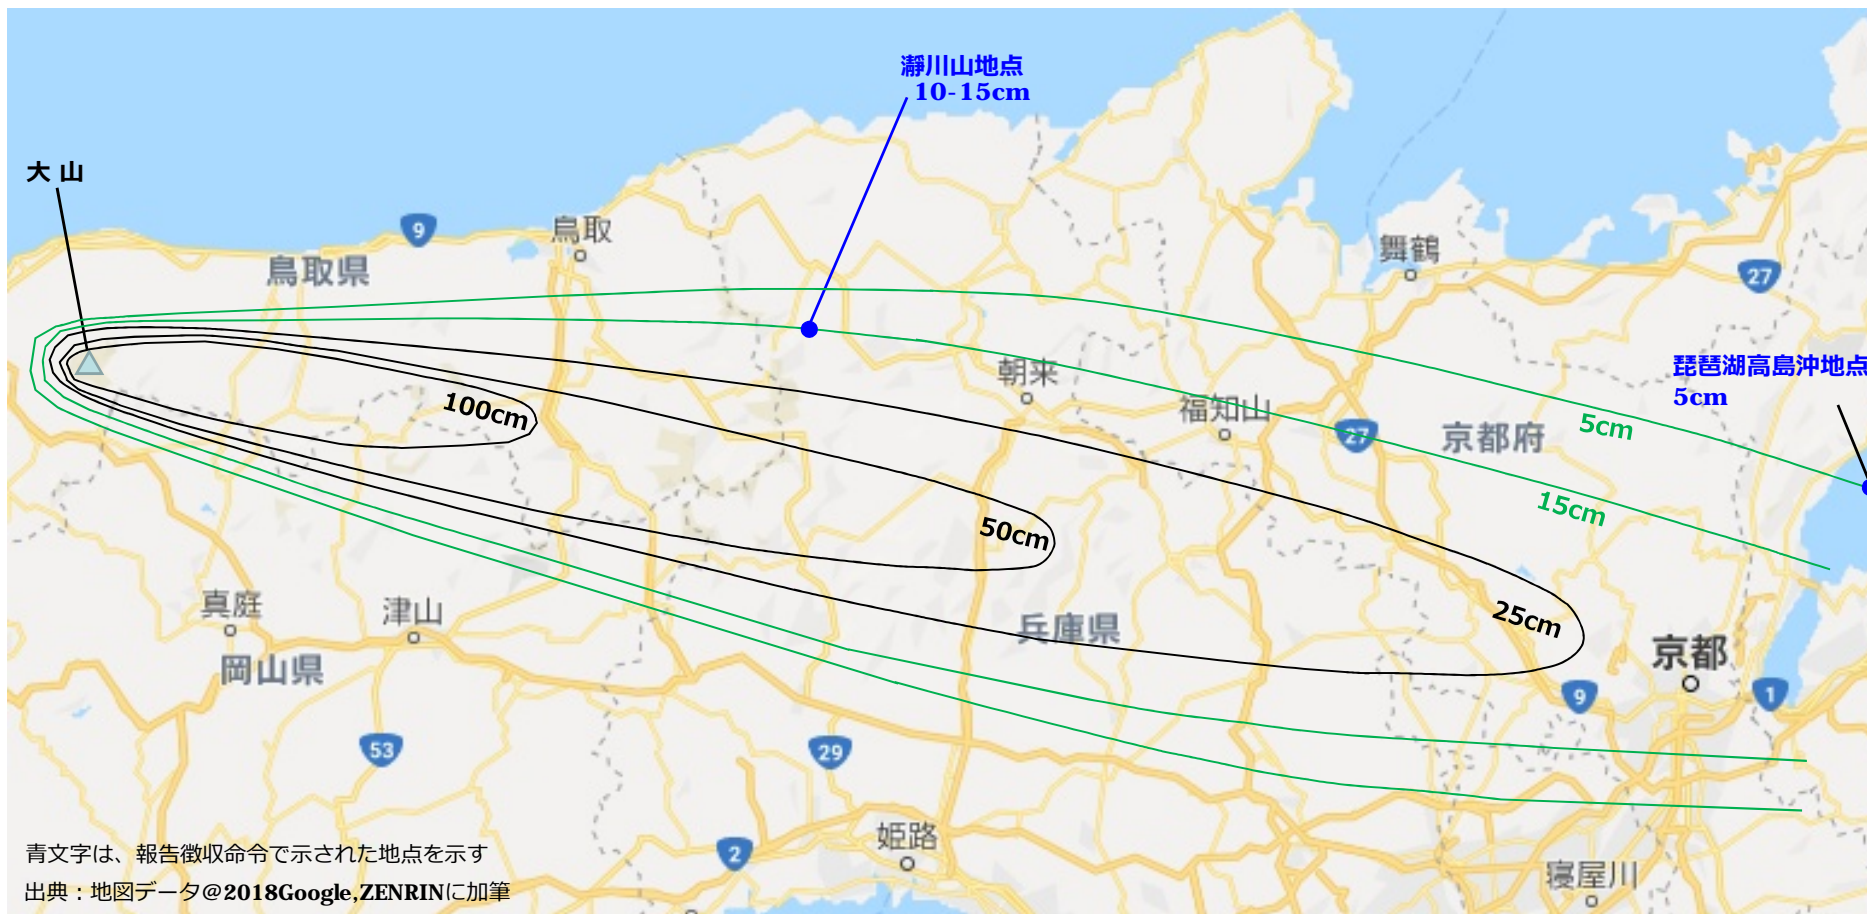 瀞川山地点
10-15cm
大 山
9
鳥取
舞鶴
鳥取県
27
朝来
琵琶湖高島沖地点
5cm
100cm
福知山
27
京都府
5cm
15cm
50cm
真庭
津山
兵庫県
25cm
京都
岡山県
9
1
53
29
姫路
2
青文字は、報告徴収命令で示された地点を示す
寝屋川
出典：地図データ@2018Google,ZENRINに加筆